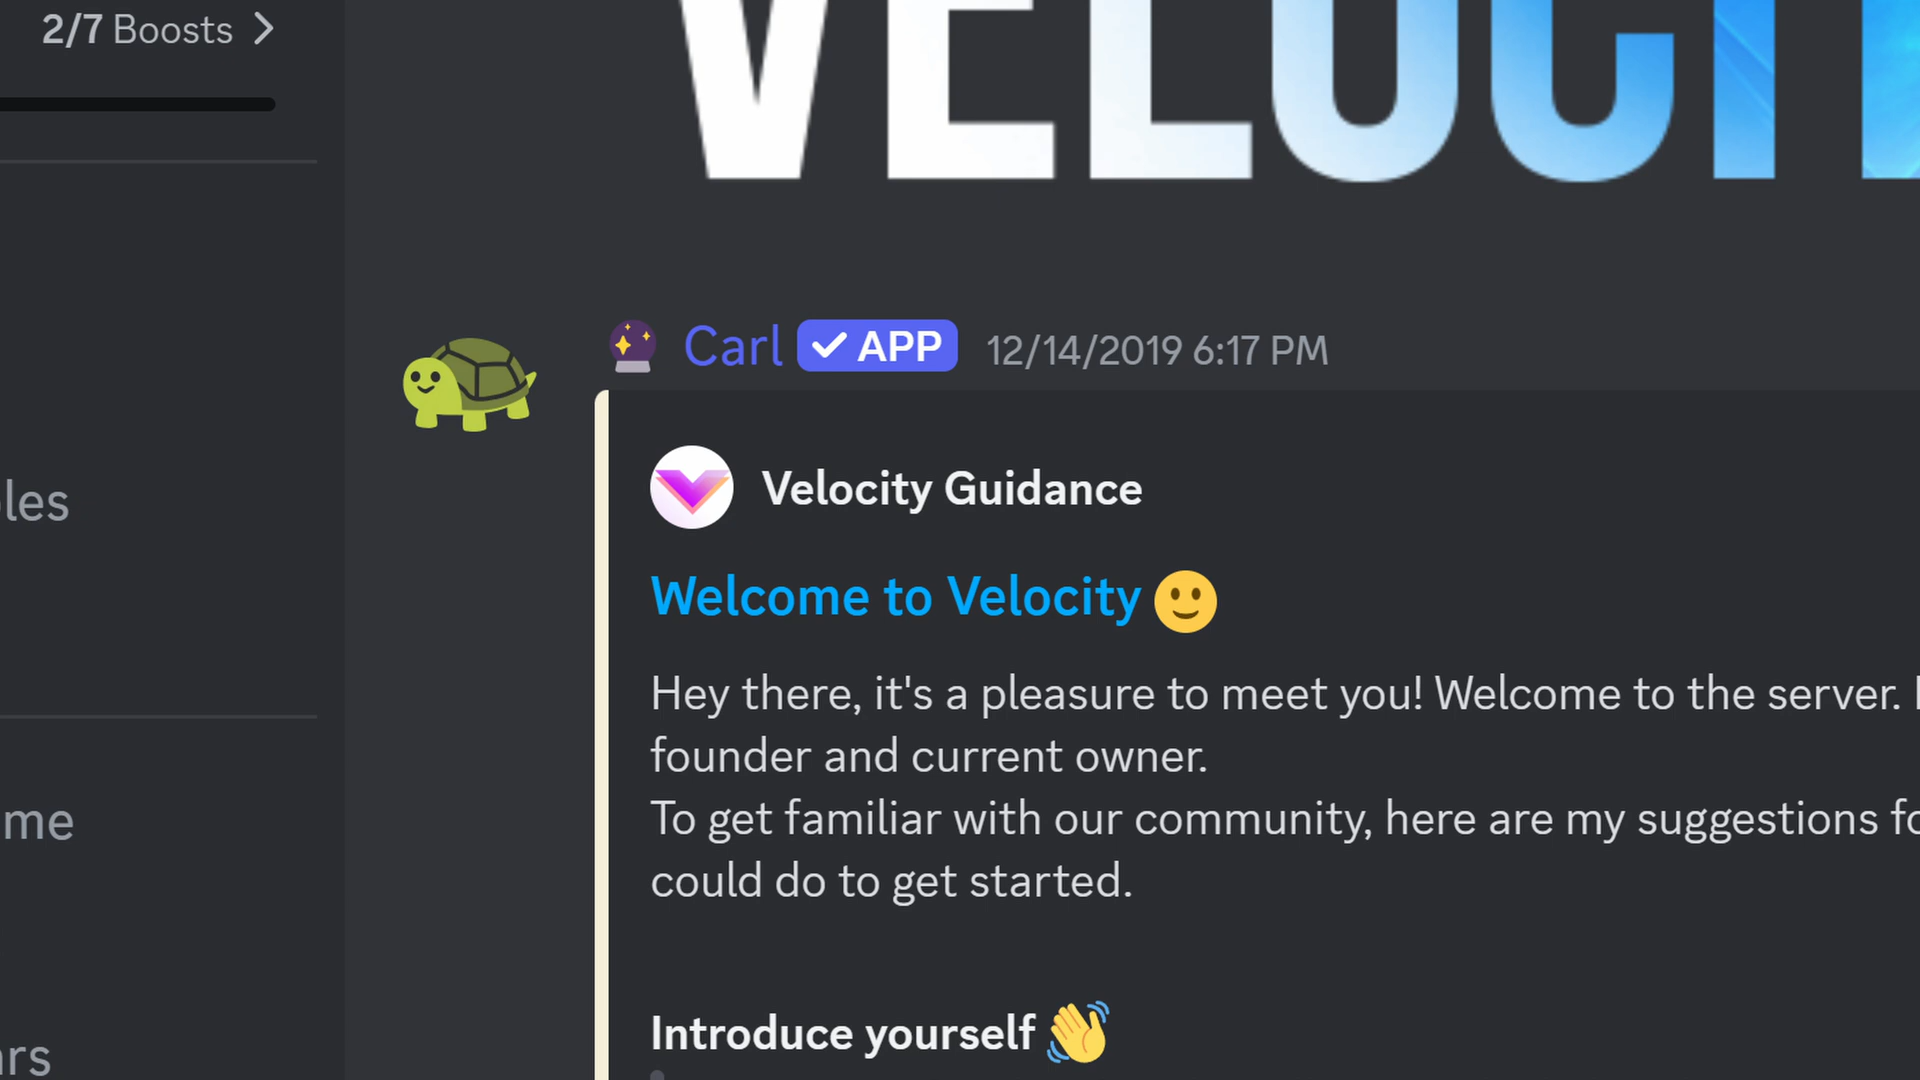 2/7 Boosts
VELOCI
Carl APP 12/14/2019 6:17 PM
Velocity Guidance
Welcome to Velocity
les
Hey there, it's a pleasure to meet you! Welcome to the server.
founder and current owner.
To get familiar with our community, here are my suggestions fo
me
could do to get started.
Introduce yourself
rs